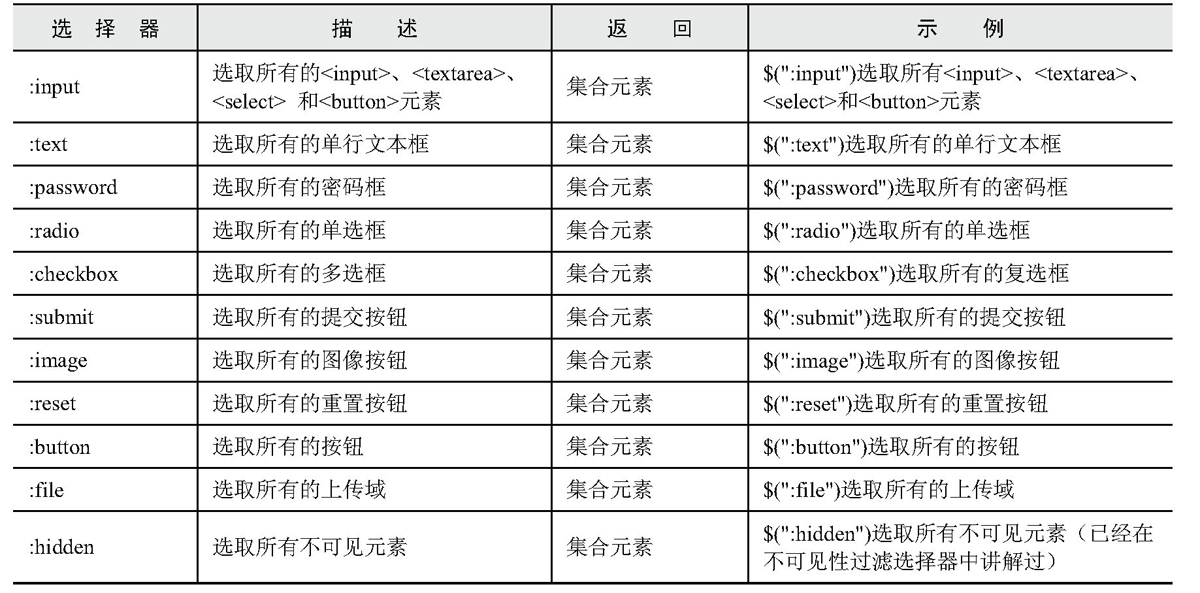 选 择 器 描 述 返 回 示 例
:input 选取所有的<input>、<textarea>、 集合元素 $(":input")选取所有<input>、<textarea>、
<select> 和<button>元素 <select>和<button>元素
:text 选取所有的单行文本框 集合元素 $(":text")选取所有的单行文本框
:password 选取所有的密码框 集合元素 $(":password")选取所有的密码框
:radio 选取所有的单选框 集合元素 $(":radio")选取所有的单选框
:checkbox 选取所有的多选框 集合元素 $(":checkbox")选取所有的复选框
:submit 选取所有的提交按钮 集合元素 $(":submit")选取所有的提交按钮
:image 选取所有的图像按钮 集合元素 $(":image")选取所有的图像按钮
:reset 选取所有的重置按钮 集合元素 $(":reset")选取所有的重置按钮
:button 选取所有的按钮 集合元素 $(":button")选取所有的按钮
:file 选取所有的上传域 集合元素 $(":file")选取所有的上传域
:hidden 选取所有不可见元素 集合元素 $(":hidden")选取所有不可见元素（已经在
不可见性过滤选择器中讲解过）